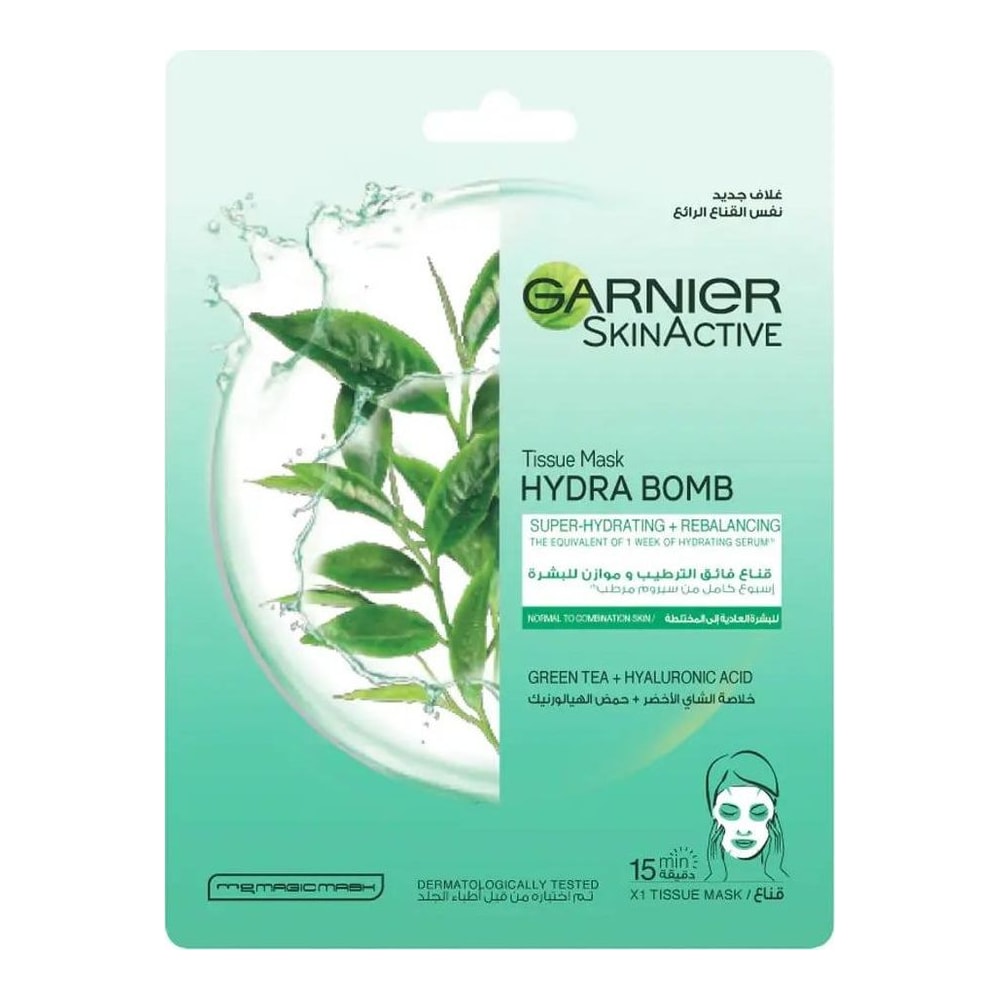 غلاف جديد
نفس القناع الرائع
GARNIER
SKINACTIVE
Tissue Mask
HYDRA BOMB
SUPER-HYDRATING + REBALANCING
THE EQUIVALENT OF 1 WEEK OF HYDRATING SERUM⁽¹⁾
قناع فائق الترطيب و موازن للبشرة
إسبوع كامل من سيروم مرطب⁽¹⁾
NORMAL TO COMBINATION SKIN / للبشرة العادية إلى المختلطة
GREEN TEA + HYALURONIC ACID
خلاصة الشاي الأخضر + حمض الهيالورنيك
15 min
دقيقة
X1 TISSUE MASK / قناع
DERMATOLOGICALLY TESTED
تم اختباره من قبل أطباء الجلد